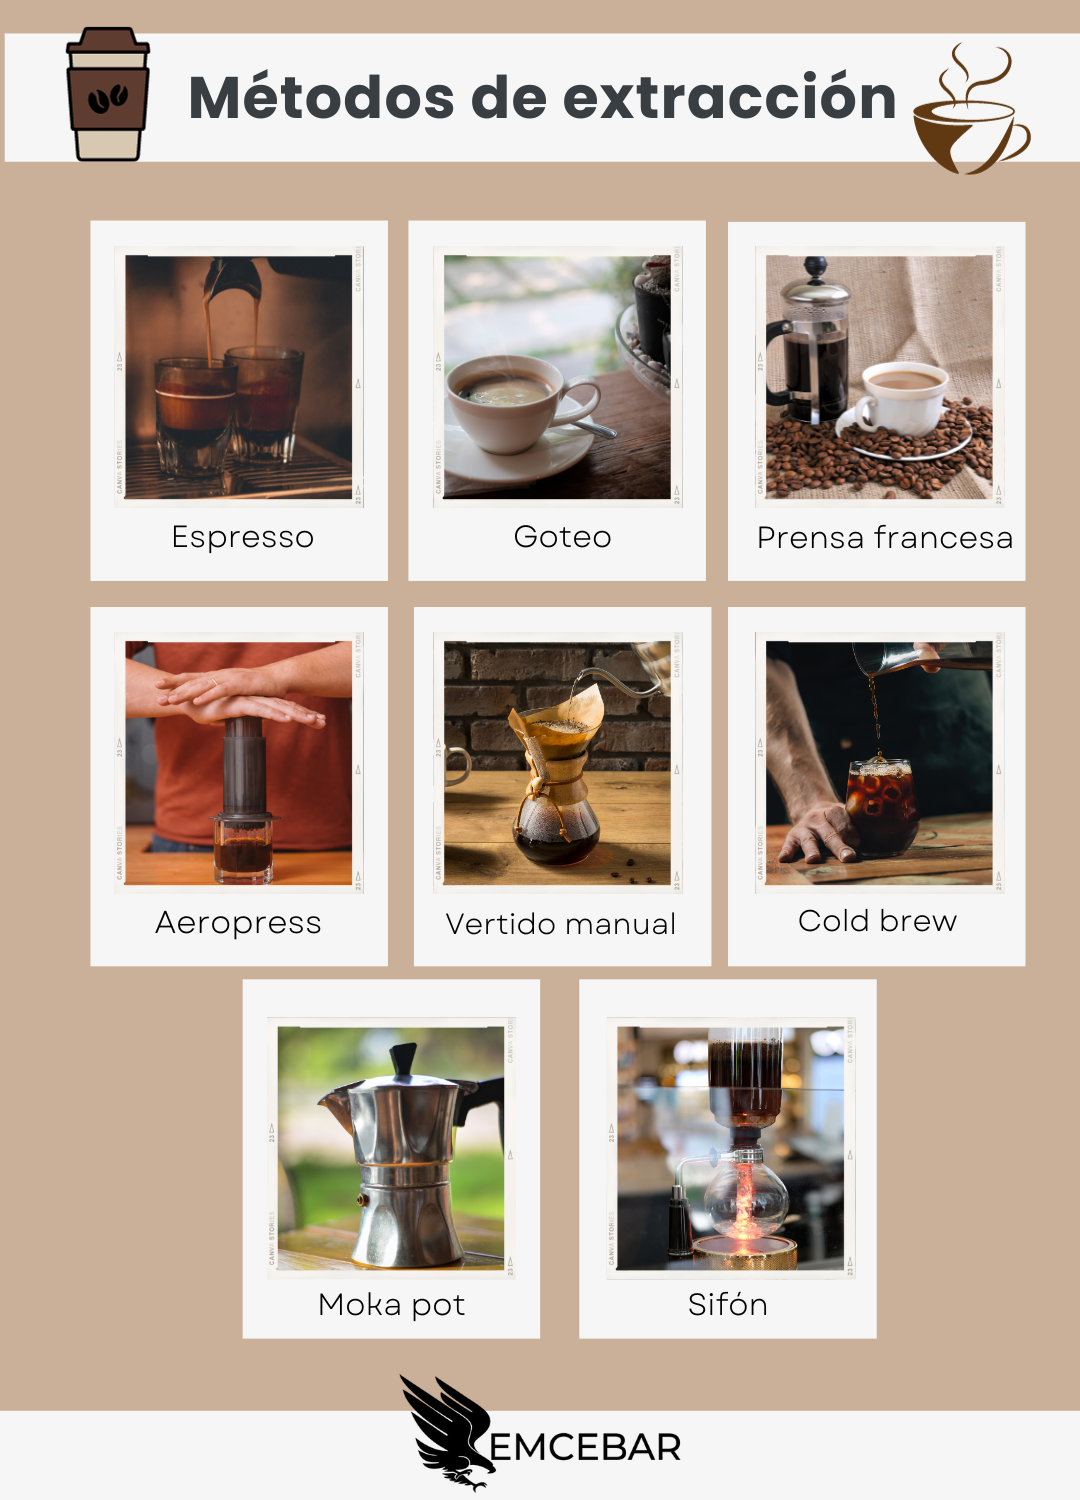 Métodos de extracción
Espresso
Goteo
Prensa francesa
Aeropress
Vertido manual
Cold brew
Moka pot
Sifón
EMCEBAR